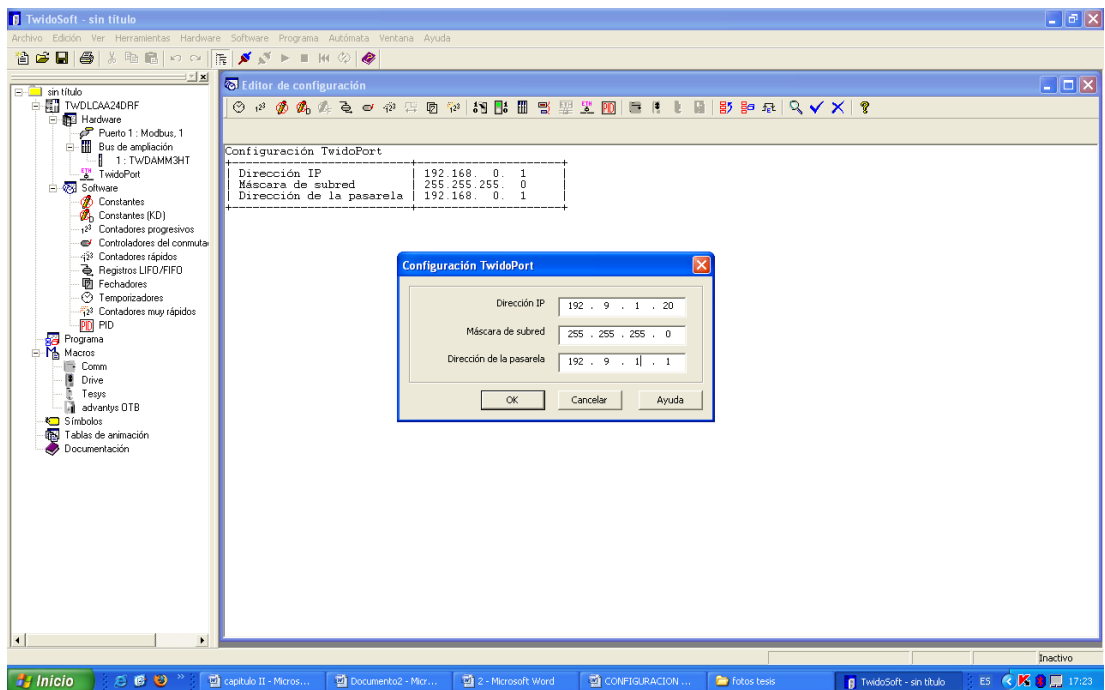 TwidoSoft - sin título
Archivo Edición Ver Herramientas Hardware Software Programa Autómata Ventana Ayuda
sin título
TWDLCAA24DRF
Hardware
Puerto 1 : Modbus, 1
Bus de ampliación
1 : TWDAMM3HT
TwidoPort
Software
Constantes
Constantes (KD)
Contadores progresivos
Controladores del conmuta
Contadores rápidos
Registros LIFO/FIFO
Fechadores
Temporizadores
Contadores muy rápidos
PID PID
Programa
Macros
Comm
Drive
Tesys
advantys OTB
Símbolos
Tablas de animación
Documentación
Editor de configuración
Configuración TwidoPort
Dirección IP 192.168. 0. 1
Máscara de subred 255.255.255. 0
Dirección de la pasarela 192.168. 0. 1
Configuración TwidoPort
Dirección IP 192 . 9 . 1 . 20
Máscara de subred 255 . 255 . 255 . 0
Dirección de la pasarela 192 . 9 . 1 . 1
OK Cancelar Ayuda
Inactivo
Inicio capitulo II - Micros... Documento2 - Micr... 2 - Microsoft Word CONFIGURACION ... fotos tesis TwidoSoft - sin título ES 17:23